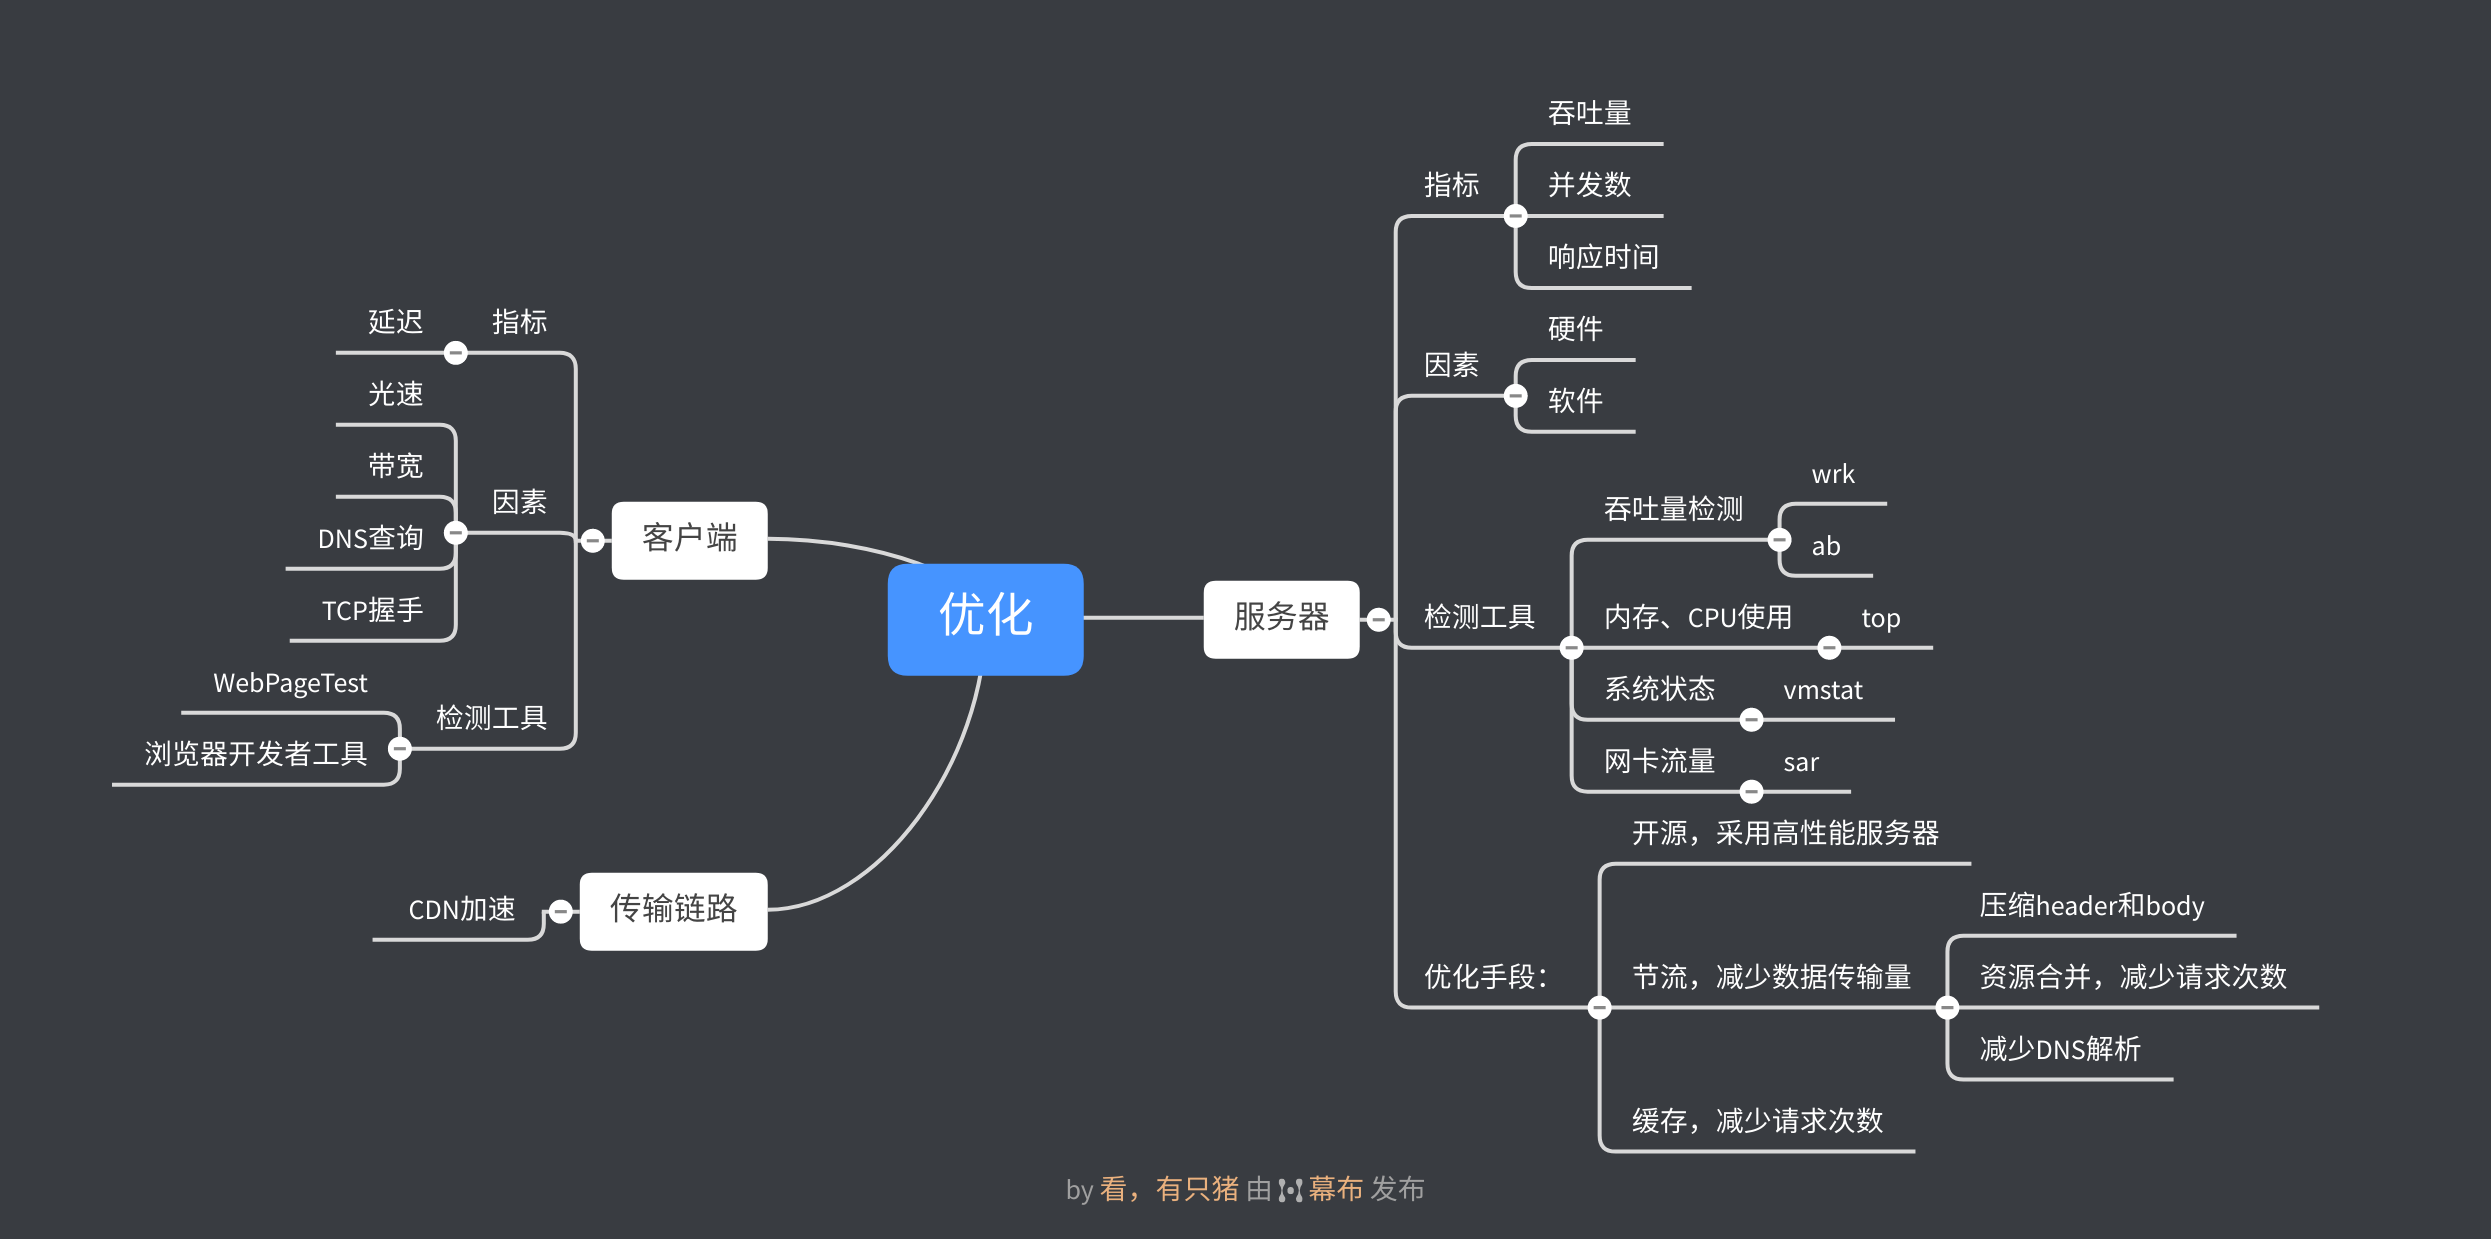 优化
客户端
指标
延迟
因素
光速
带宽
DNS查询
TCP握手
检测工具
WebPageTest
浏览器开发者工具
传输链路
CDN加速
服务器
指标
吞吐量
并发数
响应时间
因素
硬件
软件
检测工具
吞吐量检测
wrk
ab
内存、CPU使用
top
系统状态
vmstat
网卡流量
sar
优化手段：
开源，采用高性能服务器
节流，减少数据传输量
压缩header和body
资源合并，减少请求次数
减少DNS解析
缓存，减少请求次数
by 看，有只猪 由 幕布 发布